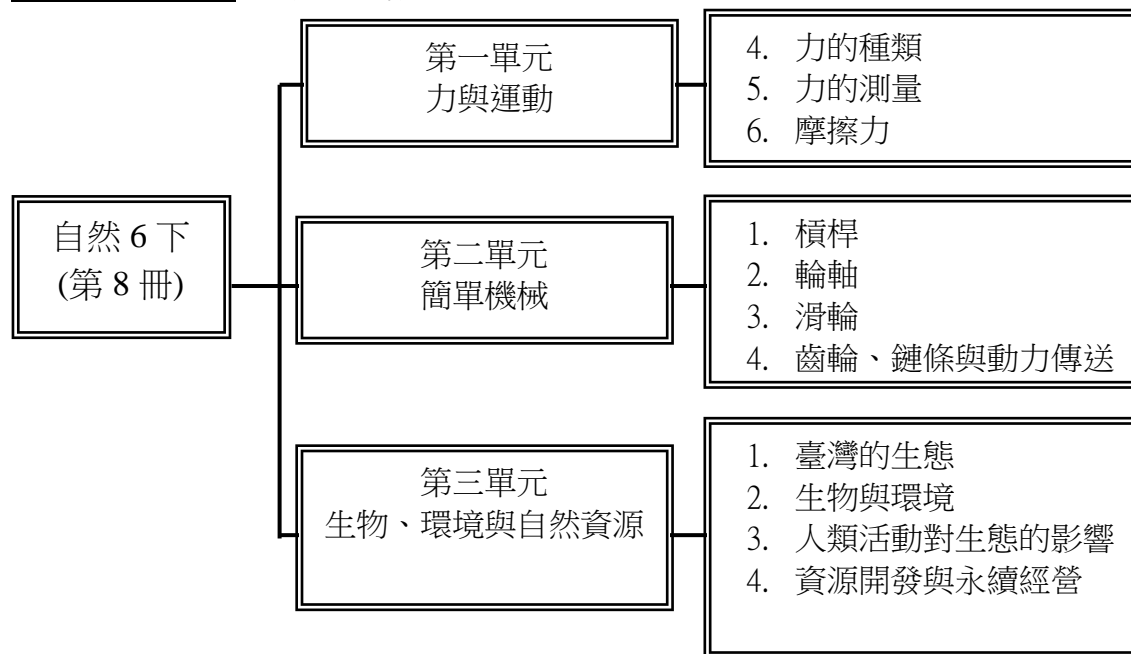 自然 6 下
(第 8 冊)
第一單元
力與運動
4. 力的種類
5. 力的測量
6. 摩擦力
第二單元
簡單機械
1. 槓桿
2. 輪軸
3. 滑輪
4. 齒輪、鏈條與動力傳送
第三單元
生物、環境與自然資源
1. 臺灣的生態
2. 生物與環境
3. 人類活動對生態的影響
4. 資源開發與永續經營